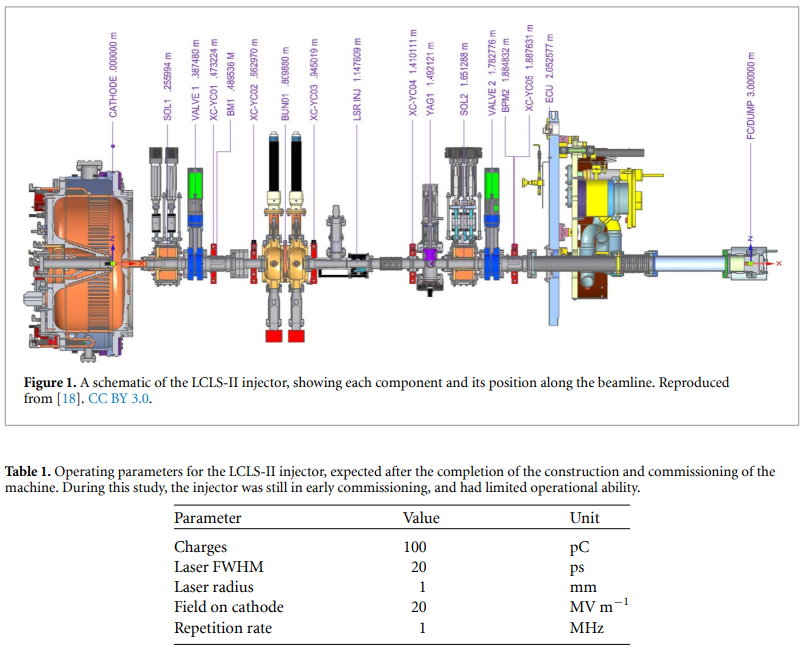 CATHODE .000000 m
SOL1 .255994 m
VALVE 1 .387480 m
XC-YC01 .473224 m
BM1 .489536 M
XC-YC02 .662970 m
BUN01 .809880 m
XC-YC03 .945019 m
LSR INJ 1.147609 m
XC-YC04 1.410111 m
YAG1 1.492121 m
SOL2 1.651288 m
VALVE 2 1.782776 m
BPM2 1.884832 m
XC-YC05 1.887631 m
ECU 2.052577 m
FC/DUMP 3.000000 m
Z
Z
X
Figure 1. A schematic of the LCLS-II injector, showing each component and its position along the beamline. Reproduced
from [18]. CC BY 3.0.
Table 1. Operating parameters for the LCLS-II injector, expected after the completion of the construction and commissioning of the
machine. During this study, the injector was still in early commissioning, and had limited operational ability.
Parameter Value Unit
Charges 100 pC
Laser FWHM 20 ps
Laser radius 1 mm
Field on cathode 20 MV m⁻¹
Repetition rate 1 MHz